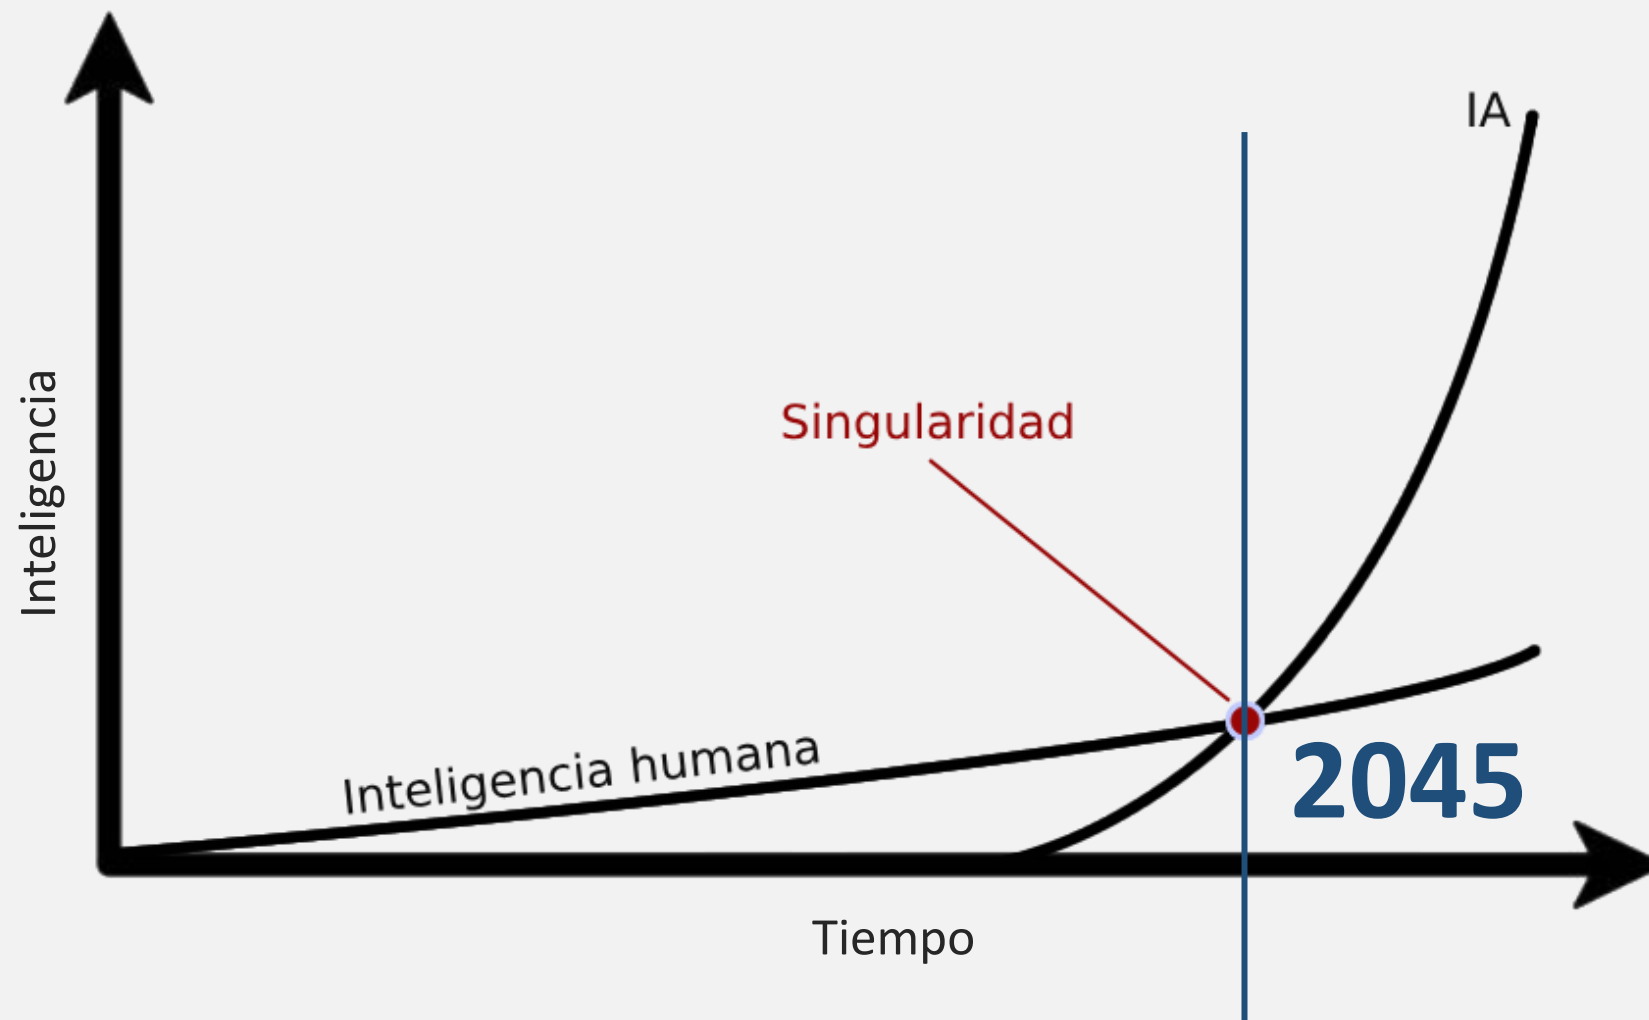 IA
Singularidad
Inteligencia
Inteligencia humana
2045
Tiempo